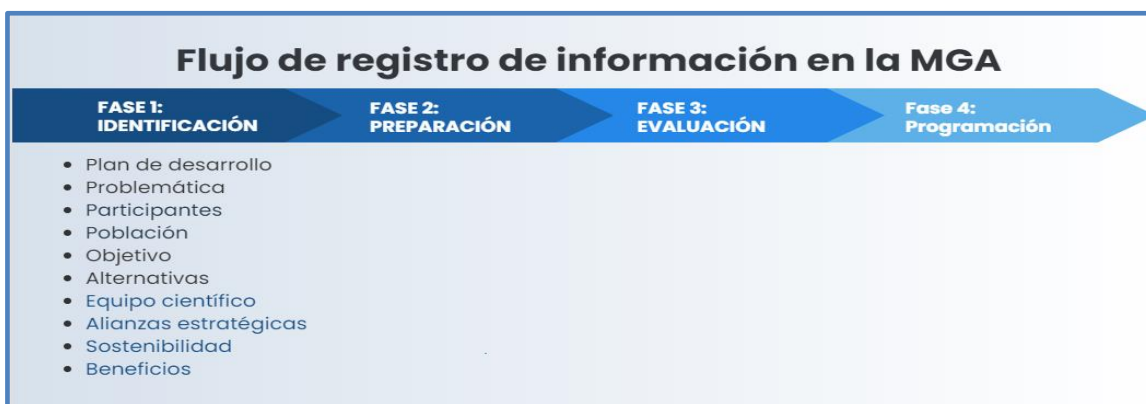 Flujo de registro de información en la MGA
FASE 1:
IDENTIFICACIÓN
FASE 2:
PREPARACIÓN
FASE 3:
EVALUACIÓN
Fase 4:
Programación
• Plan de desarrollo
• Problemática
• Participantes
• Población
• Objetivo
• Alternativas
• Equipo científico
• Alianzas estratégicas
• Sostenibilidad
• Beneficios